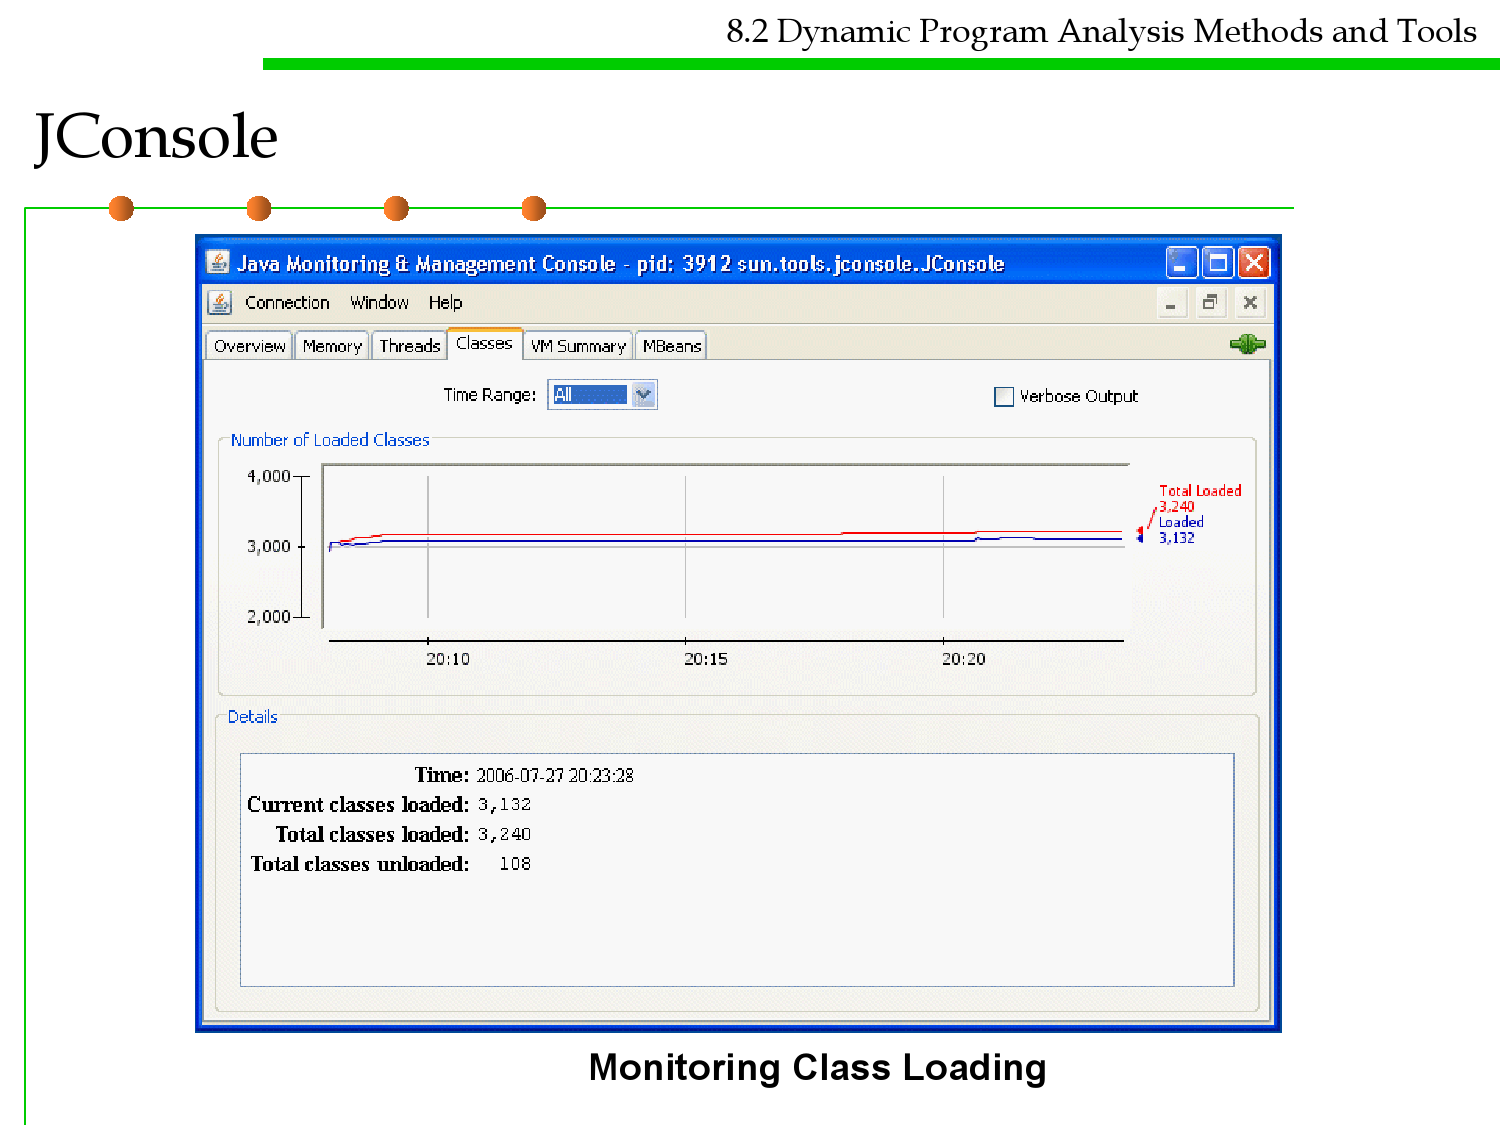 8.2 Dynamic Program Analysis Methods and Tools
JConsole
Java Monitoring & Management Console - pid: 3912 sun.tools.jconsole.JConsole
Connection Window Help
Overview Memory Threads Classes VM Summary MBeans
Time Range: All Verbose Output
Number of Loaded Classes
4,000
3,000
2,000
Total Loaded
3,240
Loaded
3,132
20:10 20:15 20:20
Details
Time: 2006-07-27 20:23:28
Current classes loaded: 3,132
Total classes loaded: 3,240
Total classes unloaded: 108
Monitoring Class Loading